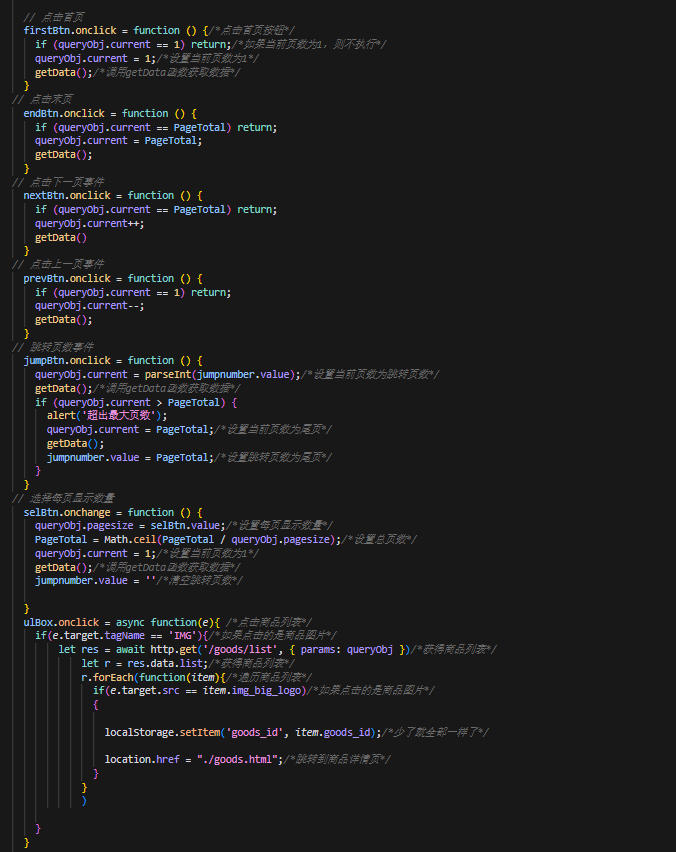 // 点击首页
firstBtn.onclick = function () {/*点击首页按钮*/
if (queryObj.current == 1) return;/*如果当前页数为1，则不执行*/
queryObj.current = 1;/*设置当前页数为1*/
getData();/*调用getData函数获取数据*/
}
// 点击末页
endBtn.onclick = function () {
if (queryObj.current == PageTotal) return;
queryObj.current = PageTotal;
getData();
}
// 点击下一页事件
nextBtn.onclick = function () {
if (queryObj.current == PageTotal) return;
queryObj.current++;
getData()
}
// 点击上一页事件
prevBtn.onclick = function () {
if (queryObj.current == 1) return;
queryObj.current--;
getData();
}
// 跳转页数事件
jumpBtn.onclick = function () {
queryObj.current = parseInt(jumpnumber.value);/*设置当前页数为跳转页数*/
getData();/*调用getData函数获取数据*/
if (queryObj.current > PageTotal) {
alert('超出最大页数');
queryObj.current = PageTotal;/*设置当前页数为尾页*/
getData();
jumpnumber.value = PageTotal;/*设置跳转页数为尾页*/
}
}
// 选择每页显示数量
selBtn.onchange = function () {
queryObj.pagesize = selBtn.value;/*设置每页显示数量*/
PageTotal = Math.ceil(PageTotal / queryObj.pagesize);/*设置总页数*/
queryObj.current = 1;/*设置当前页数为1*/
getData();/*调用getData函数获取数据*/
jumpnumber.value = ''/*清空跳转页数*/
}
ulBox.onclick = async function(e){ /*点击商品列表*/
if(e.target.tagName == 'IMG'){/*如果点击的是商品图片*/
let res = await http.get('/goods/list', { params: queryObj })/*获得商品列表*/
let r = res.data.list;/*获得商品列表*/
r.forEach(function(item){/*遍历商品列表*/
if(e.target.src == item.img_big_logo)/*如果点击的是商品图片*/
{
localStorage.setItem('goods_id', item.goods_id);/*少了就全部一样了*/
location.href = "./goods.html";/*跳转到商品详情页*/
}
}
)
}
}